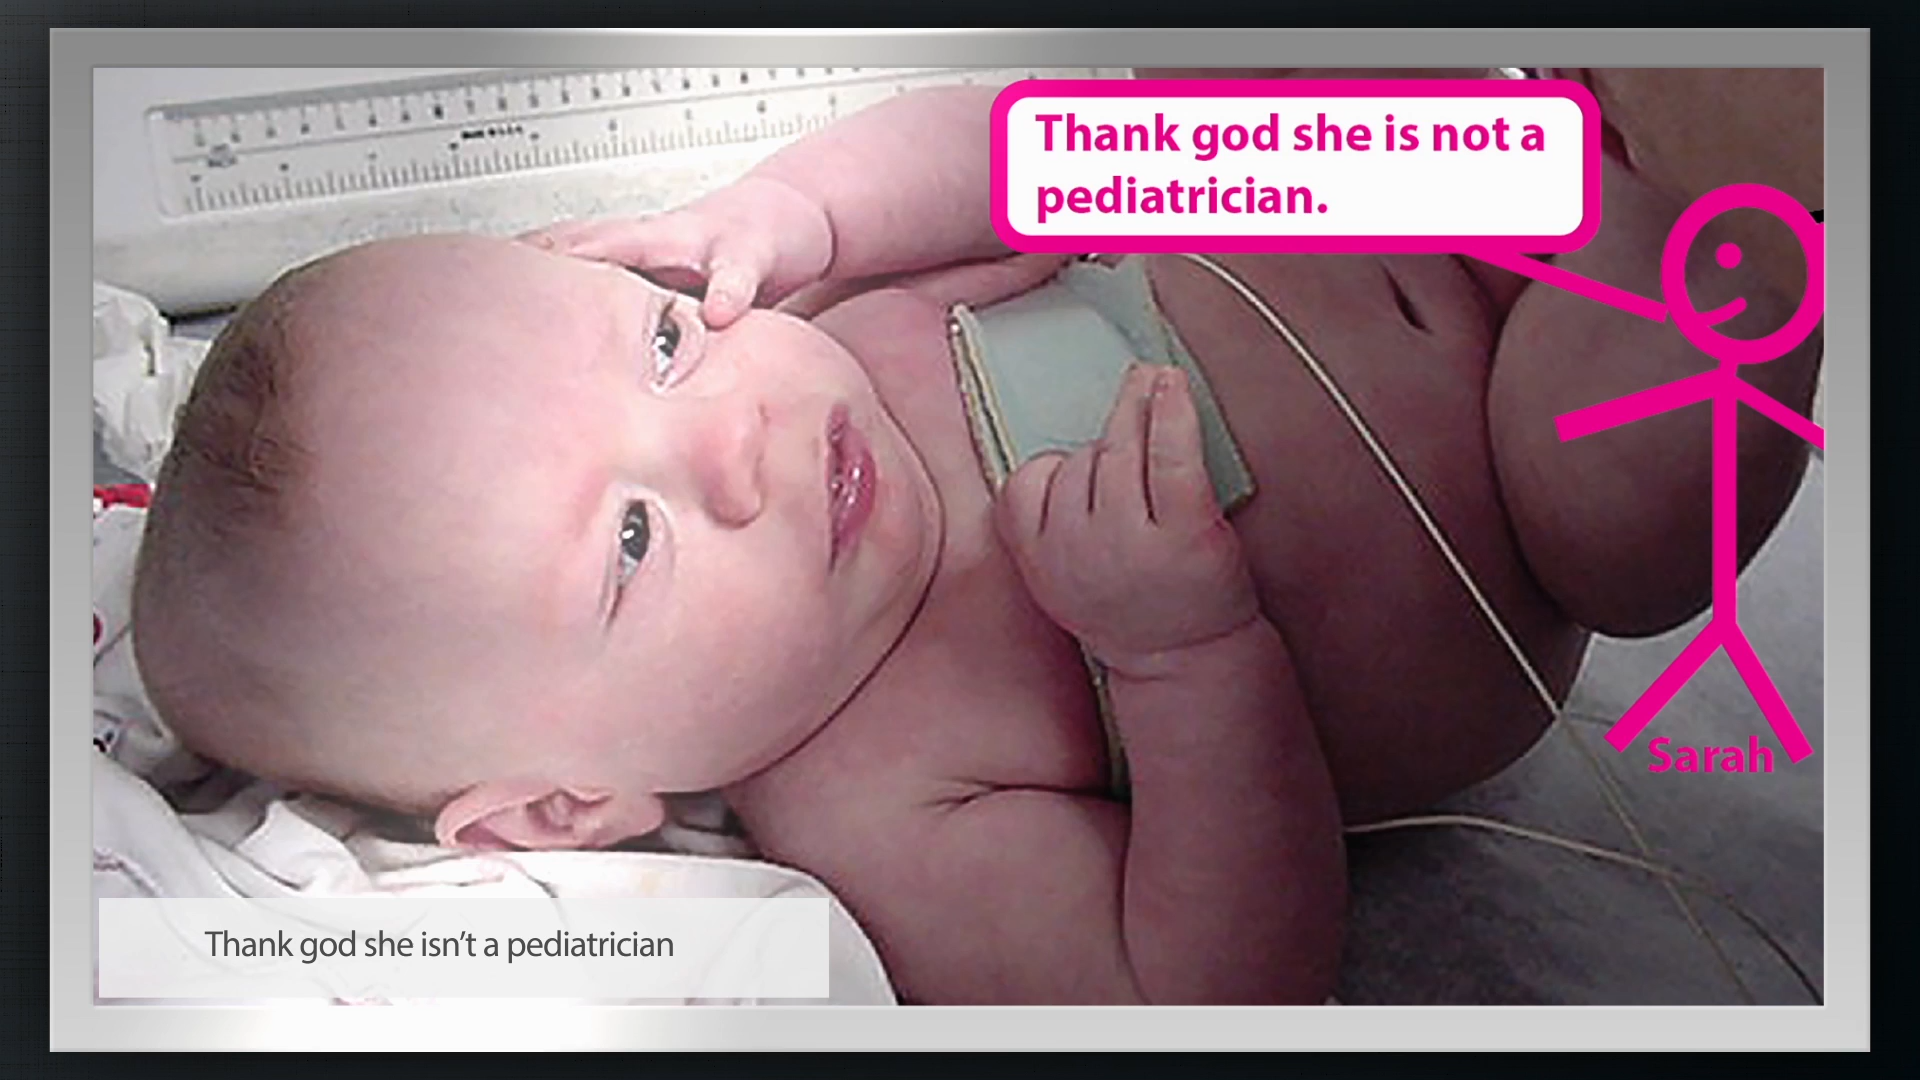 Thank god she is not a
pediatrician.
Sarah
Thank god she isn’t a pediatrician